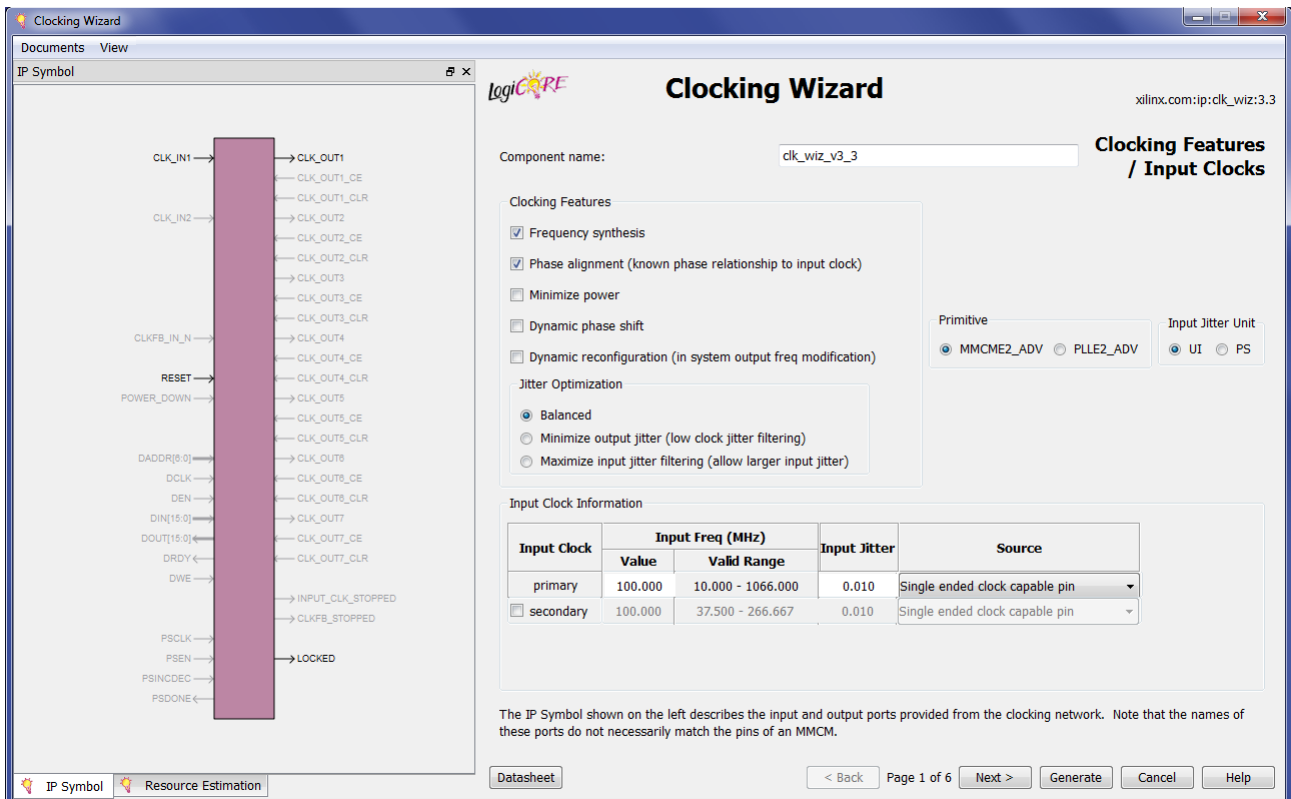 Clocking Wizard
Documents View
IP Symbol
CLK_IN1
CLK_IN2
CLKFB_IN_N
RESET
POWER_DOWN
DADDR[6:0]
DCLK
DEN
DIN[15:0]
DOUT[15:0]
DRDY
DWE
PSCLK
PSEN
PSINCDEC
PSDONE
CLK_OUT1
CLK_OUT1_CE
CLK_OUT1_CLR
CLK_OUT2
CLK_OUT2_CE
CLK_OUT2_CLR
CLK_OUT3
CLK_OUT3_CE
CLK_OUT3_CLR
CLK_OUT4
CLK_OUT4_CE
CLK_OUT4_CLR
CLK_OUT5
CLK_OUT5_CE
CLK_OUT5_CLR
CLK_OUT6
CLK_OUT6_CE
CLK_OUT6_CLR
CLK_OUT7
CLK_OUT7_CE
CLK_OUT7_CLR
INPUT_CLK_STOPPED
CLKFB_STOPPED
LOCKED
IP Symbol Resource Estimation
LogiCORE
Clocking Wizard
xilinx.com:ip:clk_wiz:3.3
Component name: clk_wiz_v3_3
Clocking Features
/ Input Clocks
Clocking Features
Frequency synthesis
Phase alignment (known phase relationship to input clock)
Minimize power
Dynamic phase shift
Dynamic reconfiguration (in system output freq modification)
Jitter Optimization
Balanced
Minimize output jitter (low clock jitter filtering)
Maximize input jitter filtering (allow larger input jitter)
Primitive
MMCME2_ADV PLLE2_ADV
Input Jitter Unit
UI PS
Input Clock Information
Input Clock Input Freq (MHz) Input Jitter Source
Value Valid Range
primary 100.000 10.000 - 1066.000 0.010 Single ended clock capable pin
secondary 100.000 37.500 - 266.667 0.010 Single ended clock capable pin
The IP Symbol shown on the left describes the input and output ports provided from the clocking network. Note that the names of
these ports do not necessarily match the pins of an MMCM.
Datasheet < Back Page 1 of 6 Next > Generate Cancel Help